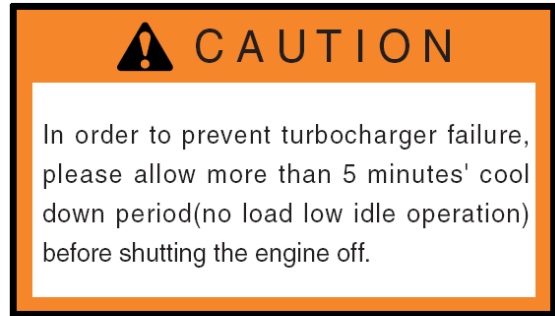 CAUTION
In order to prevent turbocharger failure,
please allow more than 5 minutes' cool
down period(no load low idle operation)
before shutting the engine off.